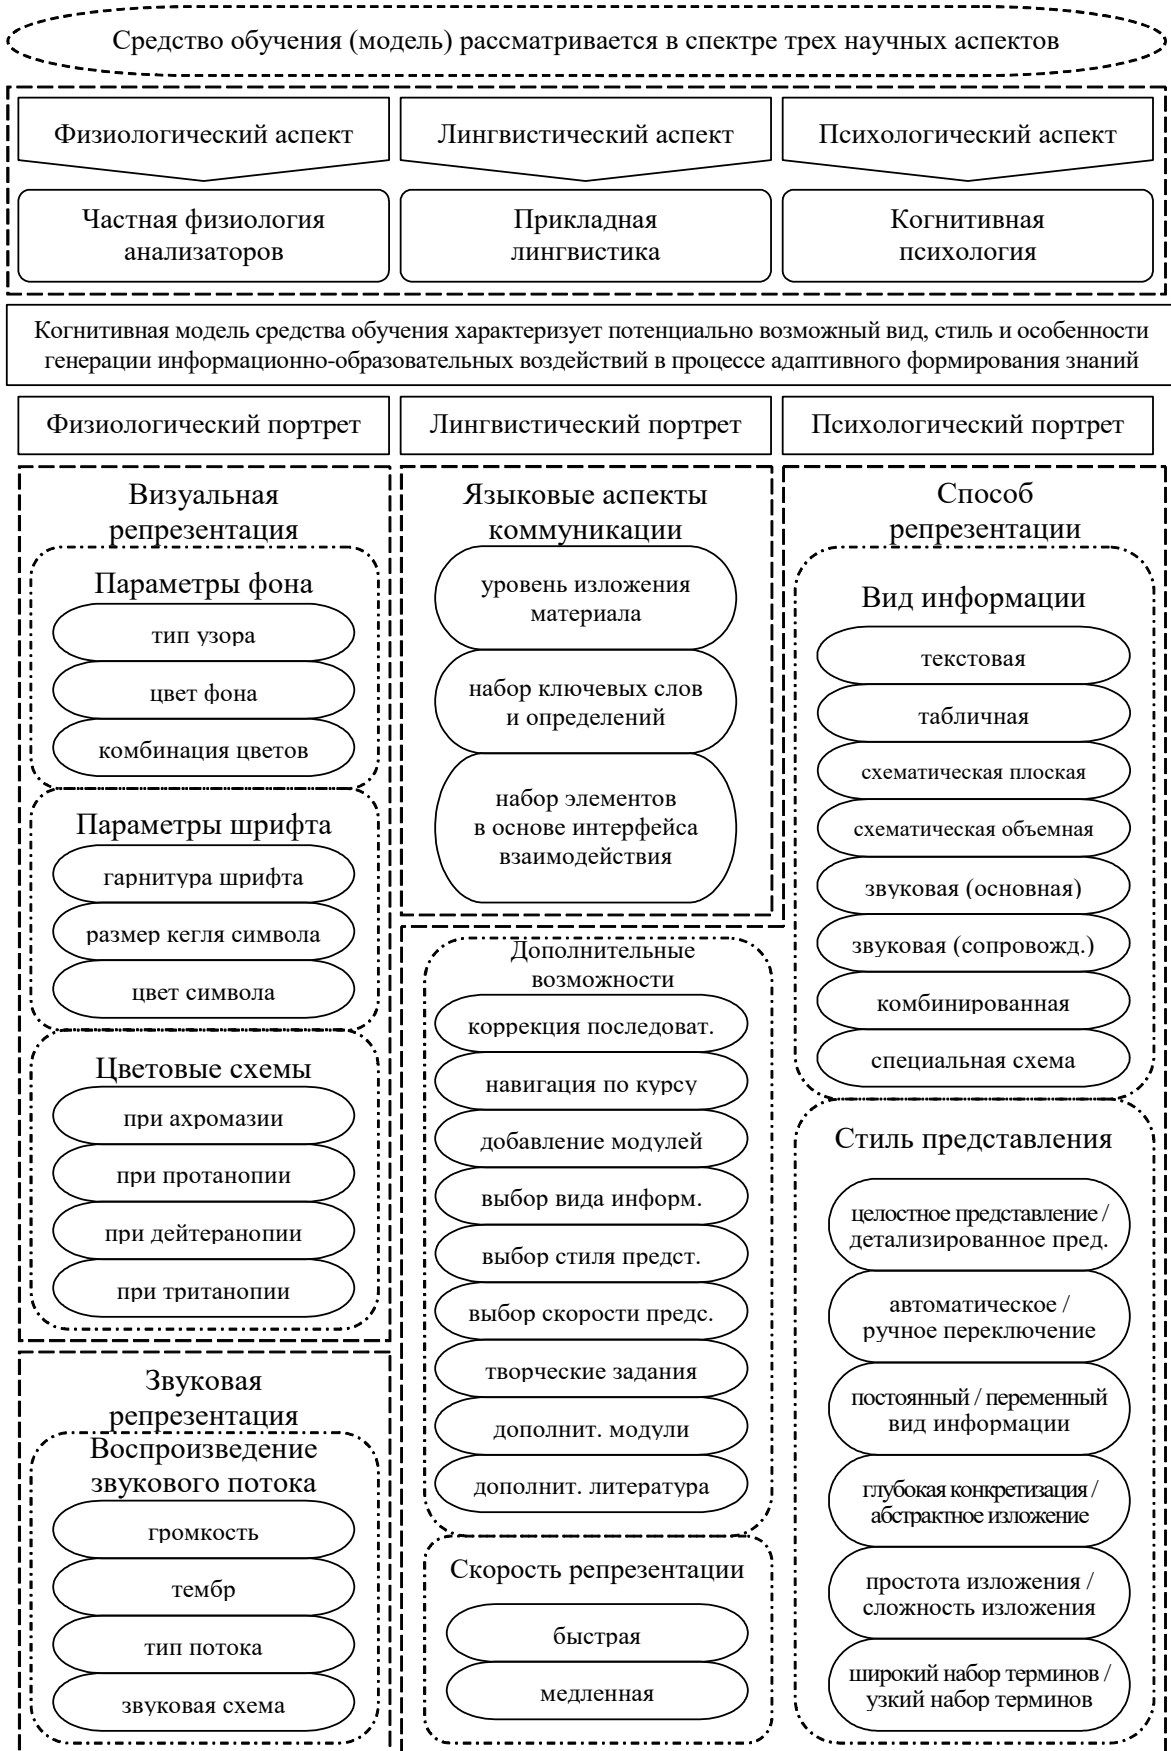 Средство обучения (модель) рассматривается в спектре трех научных аспектов
Физиологический аспект
Лингвистический аспект
Психологический аспект
Частная физиология
анализаторов
Прикладная
лингвистика
Когнитивная
психология
Когнитивная модель средства обучения характеризует потенциально возможный вид, стиль и особенности
генерации информационно-образовательных воздействий в процессе адаптивного формирования знаний
Физиологический портрет
Лингвистический портрет
Психологический портрет
Визуальная
репрезентация
Параметры фона
тип узора
цвет фона
комбинация цветов
Параметры шрифта
гарнитура шрифта
размер кегля символа
цвет символа
Цветовые схемы
при ахромазии
при протанопии
при дейтеранопии
при тританопии
Звуковая
репрезентация
Воспроизведение
звукового потока
громкость
тембр
тип потока
звуковая схема
Языковые аспекты
коммуникации
уровень изложения
материала
набор ключевых слов
и определений
набор элементов
в основе интерфейса
взаимодействия
Дополнительные
возможности
коррекция последоват.
навигация по курсу
добавление модулей
выбор вида информ.
выбор стиля предст.
выбор скорости предс.
творческие задания
дополнит. модули
дополнит. литература
Скорость репрезентации
быстрая
медленная
Способ
репрезентации
Вид информации
текстовая
табличная
схематическая плоская
схематическая объемная
звуковая (основная)
звуковая (сопровожд.)
комбинированная
специальная схема
Стиль представления
целостное представление /
детализированное пред.
автоматическое /
ручное переключение
постоянный / переменный
вид информации
глубокая конкретизация /
абстрактное изложение
простота изложения /
сложность изложения
широкий набор терминов /
узкий набор терминов